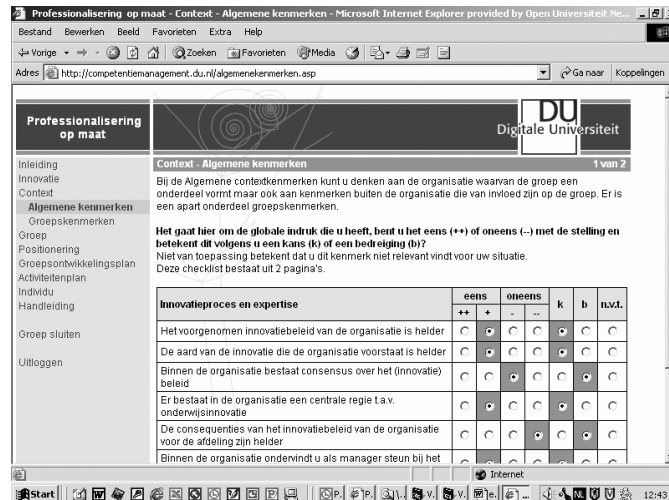 Professionalisering op maat - Context - Algemene kenmerken - Microsoft Internet Explorer provided by Open Universiteit Ne...
Bestand Bewerken Beeld Favorieten Extra Help
Vorige Zoeken Favorieten Media
Adres http://competentiemanagement.du.nl/algemenekenmerken.asp Ga naar Koppelingen
Professionalisering
op maat
DU
Digitale Universiteit
Inleiding
Innovatie
Context
Algemene kenmerken
Groepskenmerken
Groep
Positionering
Groepsontwikkelingsplan
Activiteitenplan
Individu
Handleiding
Groep sluiten
Uitloggen
Context - Algemene kenmerken 1 van 2
Bij de Algemene contextkenmerken kunt u denken aan de organisatie waarvan de groep een
onderdeel vormt maar ook aan kenmerken buiten de organisatie die van invloed zijn op de groep. Er is
een apart onderdeel groepskenmerken.
Het gaat hier om de globale indruk die u heeft, bent u het eens (++) of oneens (--) met de stelling en
betekent dit volgens u een kans (k) of een bedreiging (b)?
Niet van toepassing betekent dat u dit kenmerk niet relevant vindt voor uw situatie.
Deze checklist bestaat uit 2 pagina's.
Innovatieproces en expertise eens oneens k b n.v.t.
++ + - --
Het voorgenomen innovatiebeleid van de organisatie is helder
De aard van de innovatie die de organisatie voorstaat is helder
Binnen de organisatie bestaat consensus over het (innovatie)
beleid
Er bestaat in de organisatie een centrale regie t.a.v.
onderwijsinnovatie
De consequenties van het innovatiebeleid van de organisatie
voor de afdeling zijn helder
Binnen de organisatie ondervindt u als manager steun bij het
Internet
Start NL 12:43